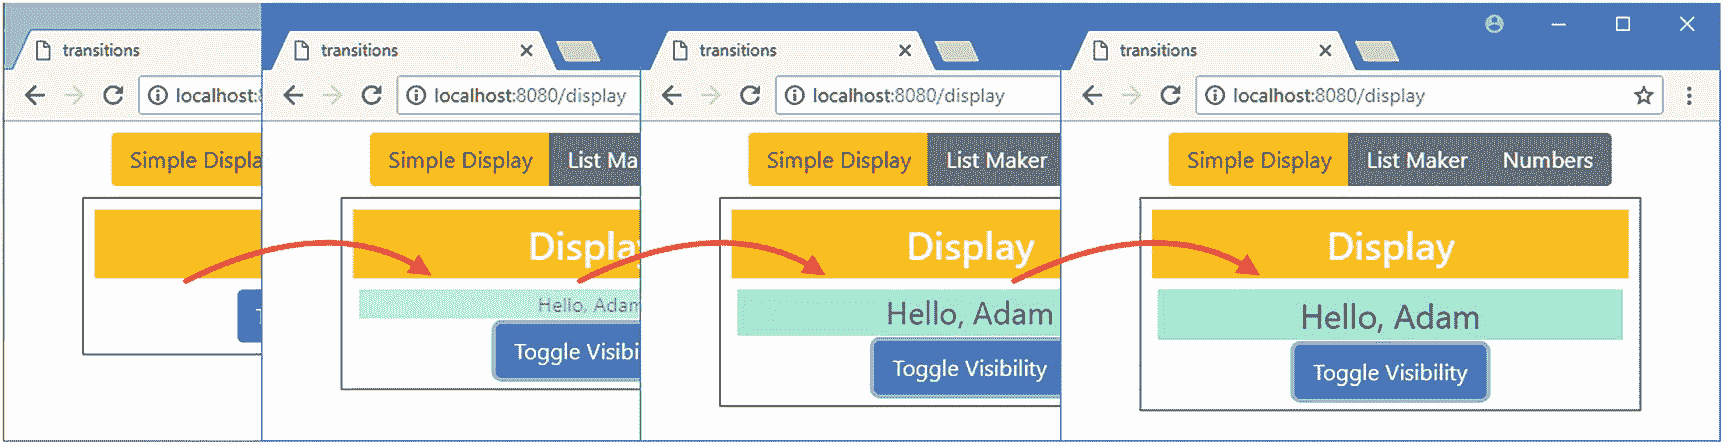 transitions
localhost:
Simple Displa
transitions
localhost:8080/display
Simple Display List Ma
Display
Hello, Adam
Toggle Visibi
transitions
localhost:8080/display
Simple Display List Maker
Display
Hello, Adam
Toggle Visibility
transitions
localhost:8080/display
Simple Display List Maker Numbers
Display
Hello, Adam
Toggle Visibility